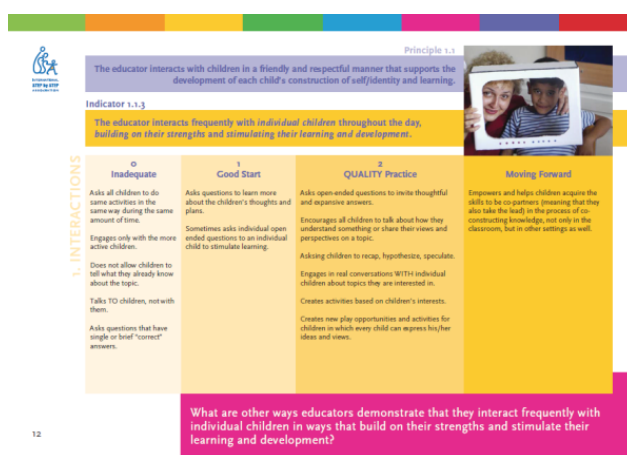 Principle 1.1
The educator interacts with children in a friendly and respectful manner that supports the
development of each child's construction of self/identity and learning.
Indicator 1.1.3
The educator interacts frequently with individual children throughout the day,
building on their strengths and stimulating their learning and development.
1. INTERACTIONS
0
Inadequate
Asks all children to do
same activities in the
same way during the same
amount of time.
Engages only with the more
active children.
Does not allow children to
tell what they already know
about the topic.
Talks TO children, not with
them.
Asks questions that have
single or brief "correct"
answers.
1
Good Start
Asks questions to learn more
about the children's thoughts and
plans.
Sometimes asks individual open
ended questions to an individual
child to stimulate learning.
2
QUALITY Practice
Asks open-ended questions to invite thoughtful
and expansive answers.
Encourages all children to talk about how they
understand something or share their views and
perspectives on a topic.
Asksing children to recap, hypothesize, speculate.
Engages in real conversations WITH individual
children about topics they are interested in.
Creates activities based on children's interests.
Creates new play opportunities and activities for
children in which every child can express his/her
ideas and views.
Moving Forward
Empowers and helps children acquire the
skills to be co-partners (meaning that they
also take the lead) in the process of co-
constructing knowledge, not only in the
classroom, but in other settings as well.
What are other ways educators demonstrate that they interact frequently with
individual children in ways that build on their strengths and stimulate their
learning and development?
12